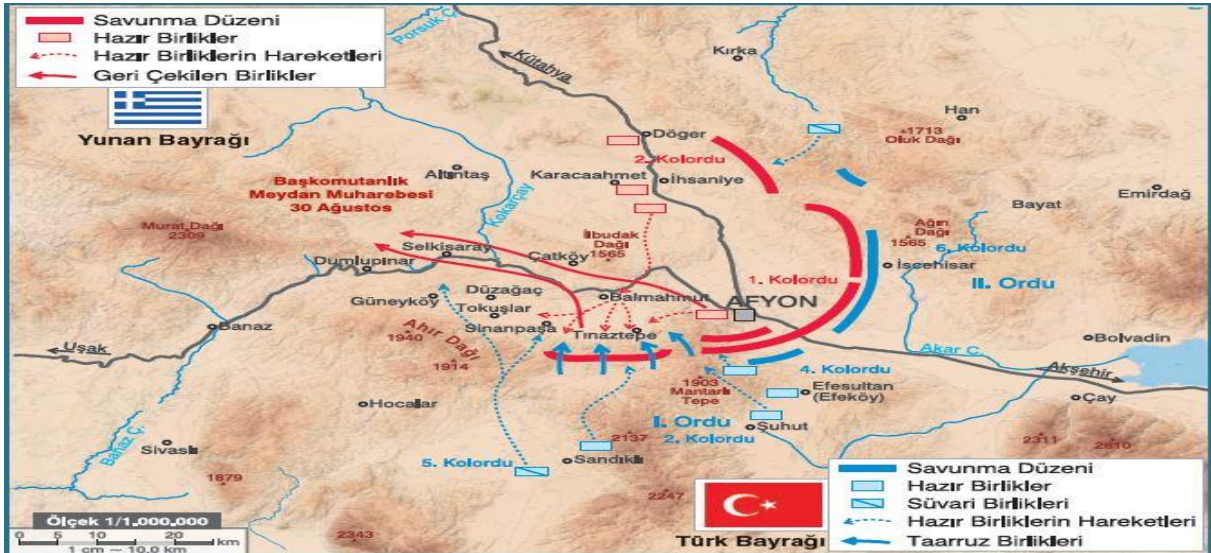 Savunma Düzeni
Hazır Birlikler
Hazır Birliklerin Hareketleri
Geri Çekilen Birlikler
Yunan Bayrağı
Porsuk Ç.
Kütahya
Kırka
Han
1713
Oluk Dağı
Döger
2. Kolordu
Karacaahmet
İhsaniye
Altıntaş
Başkomutanlık
Meydan Muharebesi
30 Ağustos
Kokarçay
Emirdağ
Bayat
Ağın
Dağı
1565
6. Kolordu
Murat Dağı
2309
Selkisaray
Dumlupınar
Çatköy
İlbudak
Dağı
1565
1. Kolordu
İscehisar
II. Ordu
Güneyköy
Düzağaç
Tokuşlar
Balmahmut
AFYON
Banaz
Sinanpaşa
Tınaztepe
Uşak
Ahır Dağı
1940
1914
Akar Ç.
Bolvadin
Akşehir
4. Kolordu
1903
Mantarlı
Tepe
Efesultan
(Efeköy)
Çay
Hocalar
I. Ordu
2. Kolordu
Şuhut
Banaz Ç.
Sivaslı
2137
2311
2610
5. Kolordu
Sandıklı
1879
2247
2343
Ölçek 1/1.000.000
0 5 10 15 20 km
1 cm ~ 10.0 km
Türk Bayrağı
Savunma Düzeni
Hazır Birlikler
Süvari Birlikleri
Hazır Birliklerin Hareketleri
Taarruz Birlikleri